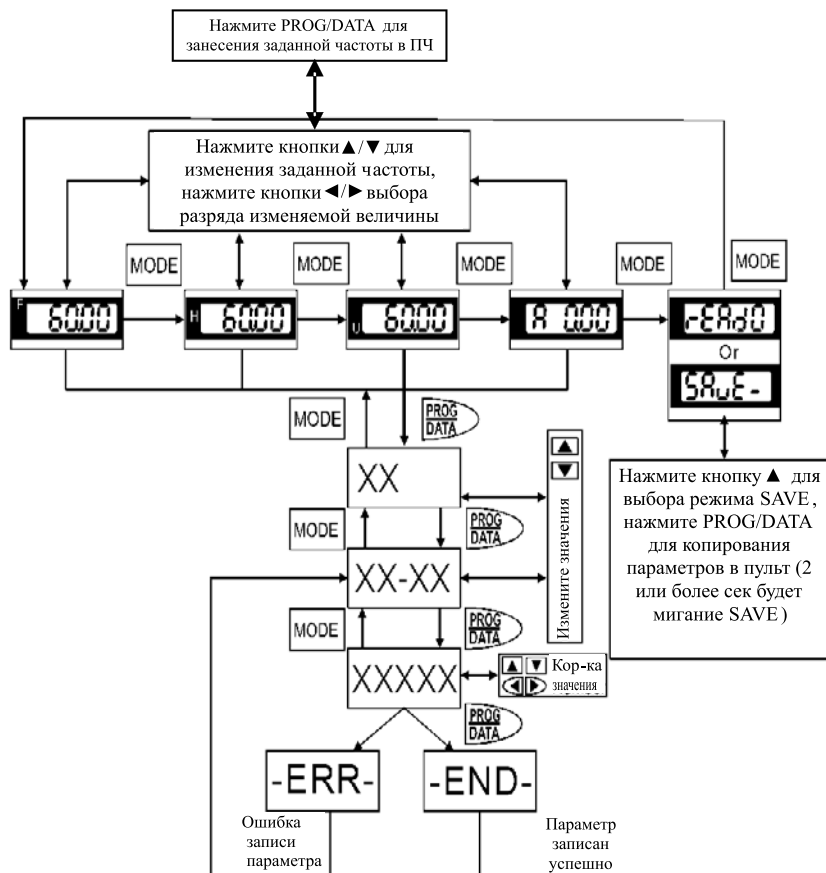 Нажмите PROG/DATA для
занесения заданной частоты в ПЧ
Нажмите кнопки ▲/▼ для
изменения заданной частоты,
нажмите кнопки ◄/► выбора
разряда изменяемой величины
MODE
MODE
MODE
MODE
MODE
F 60.00
H 60.00
U 60.00
A 0.00
rEAd0
Or
SAvE-
MODE
PROG
DATA
XX
MODE
PROG
DATA
XX-XX
MODE
PROG
DATA
XXXXX
PROG
DATA
▲
▼
Измените значения
▲ ▼ Кор-ка
◄ ► значения
Нажмите кнопку ▲ для
выбора режима SAVE,
нажмите PROG/DATA
для копирования
параметров в пульт (2
или более сек будет
мигание SAVE)
-ERR-
-END-
Ошибка
записи
параметра
Параметр
записан
успешно